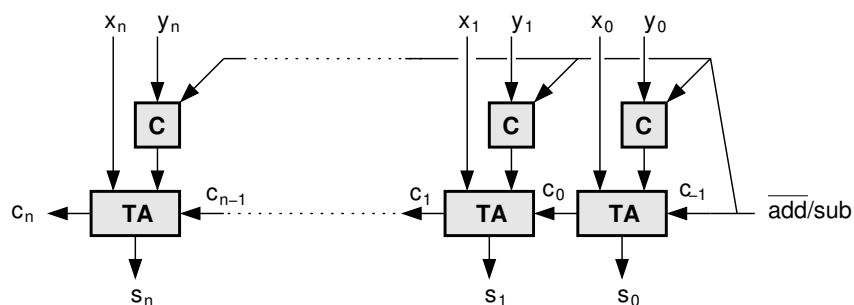 xₙ yₙ x₁ y₁ x₀ y₀
C C C
cₙ TA cₙ₋₁ c₁ TA c₀ TA c₋₁ a̅d̅d̅/sub
sₙ s₁ s₀